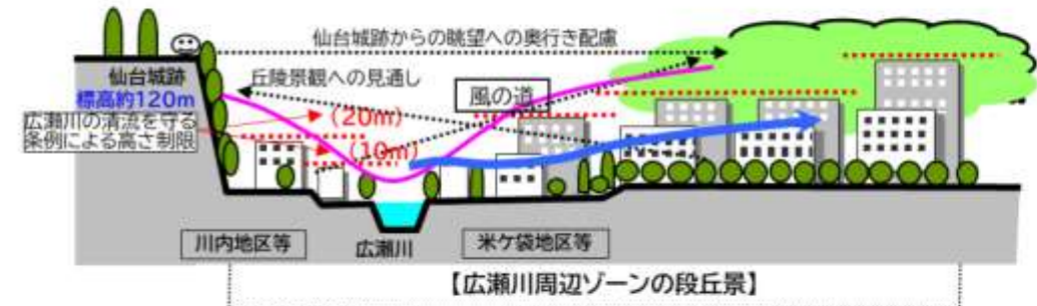 仙台城跡からの眺望への奥行き配慮
仙台城跡
標高約120m
丘陵景観への見通し
風の道
広瀬川の清流を守る
条例による高さ制限
(20m)
(10m)
川内地区等
広瀬川
米ケ袋地区等
【広瀬川周辺ゾーンの段丘景】